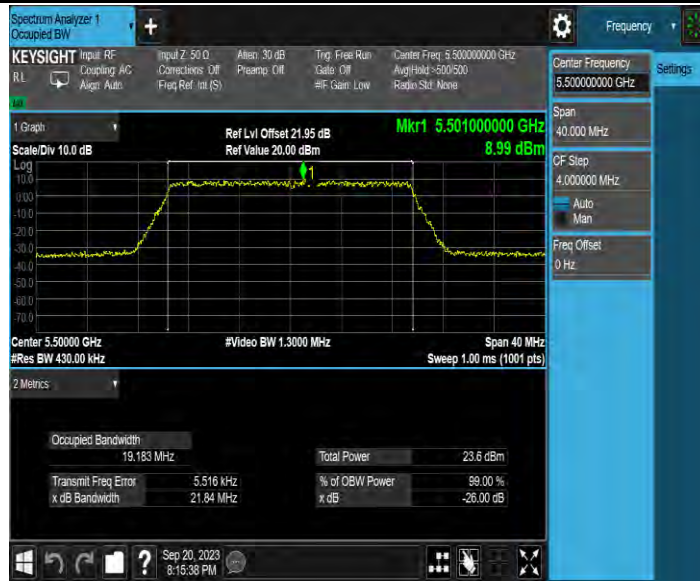 Spectrum Analyzer 1
Occupied BW
Frequency
KEYSIGHT
RL
Input: RF
Coupling: AC
Align: Auto
Input Z: 50 Ω
Corrections: Off
Freq Ref: Int (S)
Atten: 30 dB
Preamp: Off
Trig: Free Run
Gate: Off
#IF Gain: Low
Center Freq: 5.500000000 GHz
Avg|Hold: >500/500
Radio Std: None
1 Graph
Scale/Div 10.0 dB
Ref Lvl Offset 21.95 dB
Ref Value 20.00 dBm
Mkr1 5.501000000 GHz
8.99 dBm
Log
10.0
0.00
-10.0
-20.0
-30.0
-40.0
-50.0
-60.0
-70.0
1
Center 5.50000 GHz
#Res BW 430.00 kHz
#Video BW 1.3000 MHz
Span 40 MHz
Sweep 1.00 ms (1001 pts)
2 Metrics
Occupied Bandwidth
19.183 MHz
Total Power 23.6 dBm
Transmit Freq Error 5.516 kHz
% of OBW Power 99.00 %
x dB Bandwidth 21.84 MHz
x dB -26.00 dB
Center Frequency
5.500000000 GHz
Settings
Span
40.000 MHz
CF Step
4.000000 MHz
Auto
Man
Freq Offset
0 Hz
?
Sep 20, 2023
8:15:38 PM